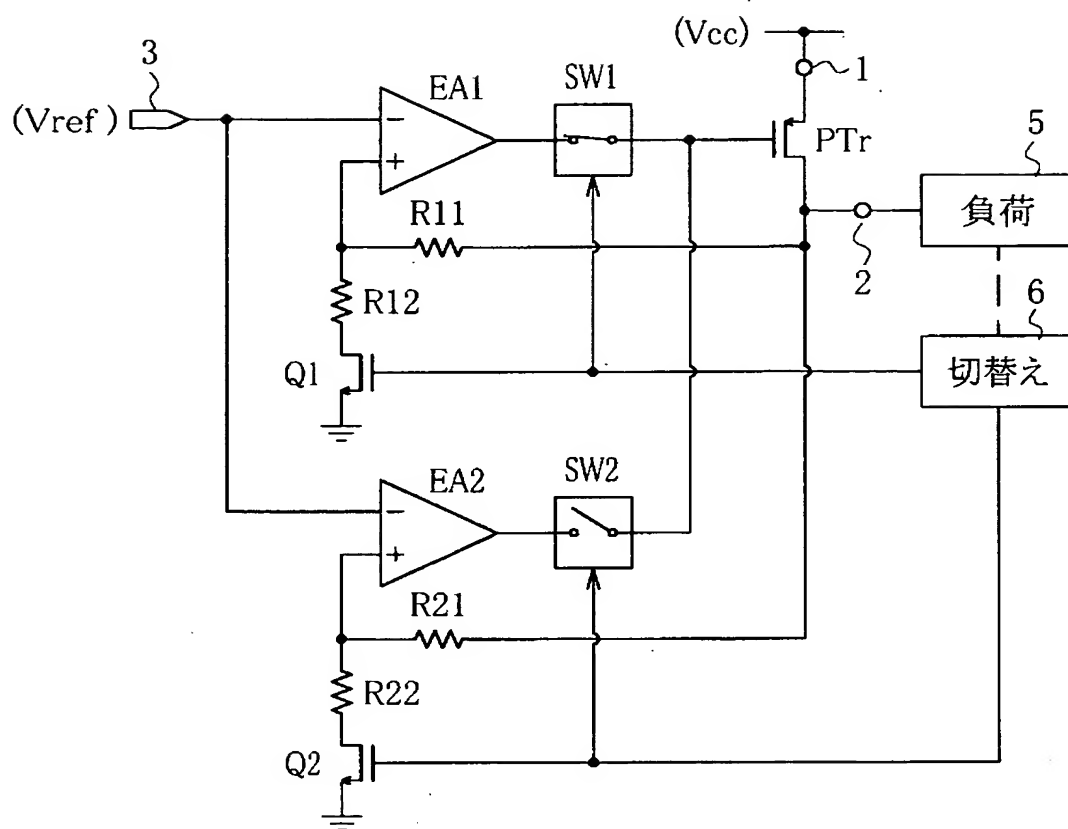 (Vcc)
1
3
EA1
SW1
(Vref)
−
+
PTr
5
負荷
R11
2
R12
6
Q1
切替え
EA2
SW2
−
+
R21
R22
Q2